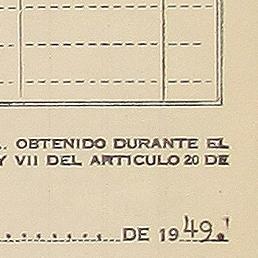 OBTENIDO DURANTE EL
Y VII DEL ARTICULO 20 DE
DE 1949.